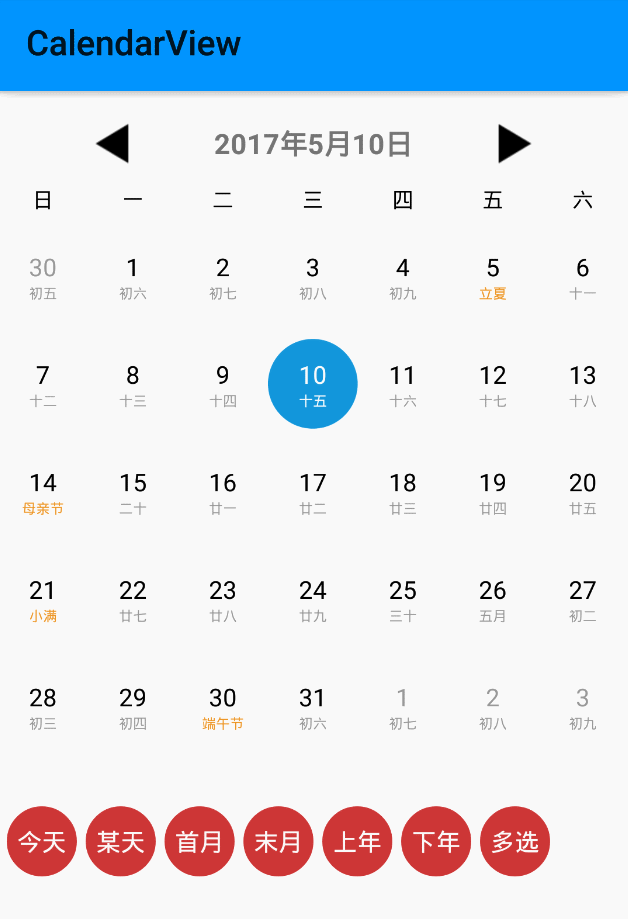 CalendarView
2017年5月10日
日 一 二 三 四 五 六
30 1 2 3 4 5 6
初五 初六 初七 初八 初九 立夏 十一
7 8 9 10 11 12 13
十二 十三 十四 十五 十六 十七 十八
14 15 16 17 18 19 20
母亲节 二十 廿一 廿二 廿三 廿四 廿五
21 22 23 24 25 26 27
小满 廿七 廿八 廿九 三十 五月 初二
28 29 30 31 1 2 3
初三 初四 端午节 初六 初七 初八 初九
今天 某天 首月 末月 上年 下年 多选